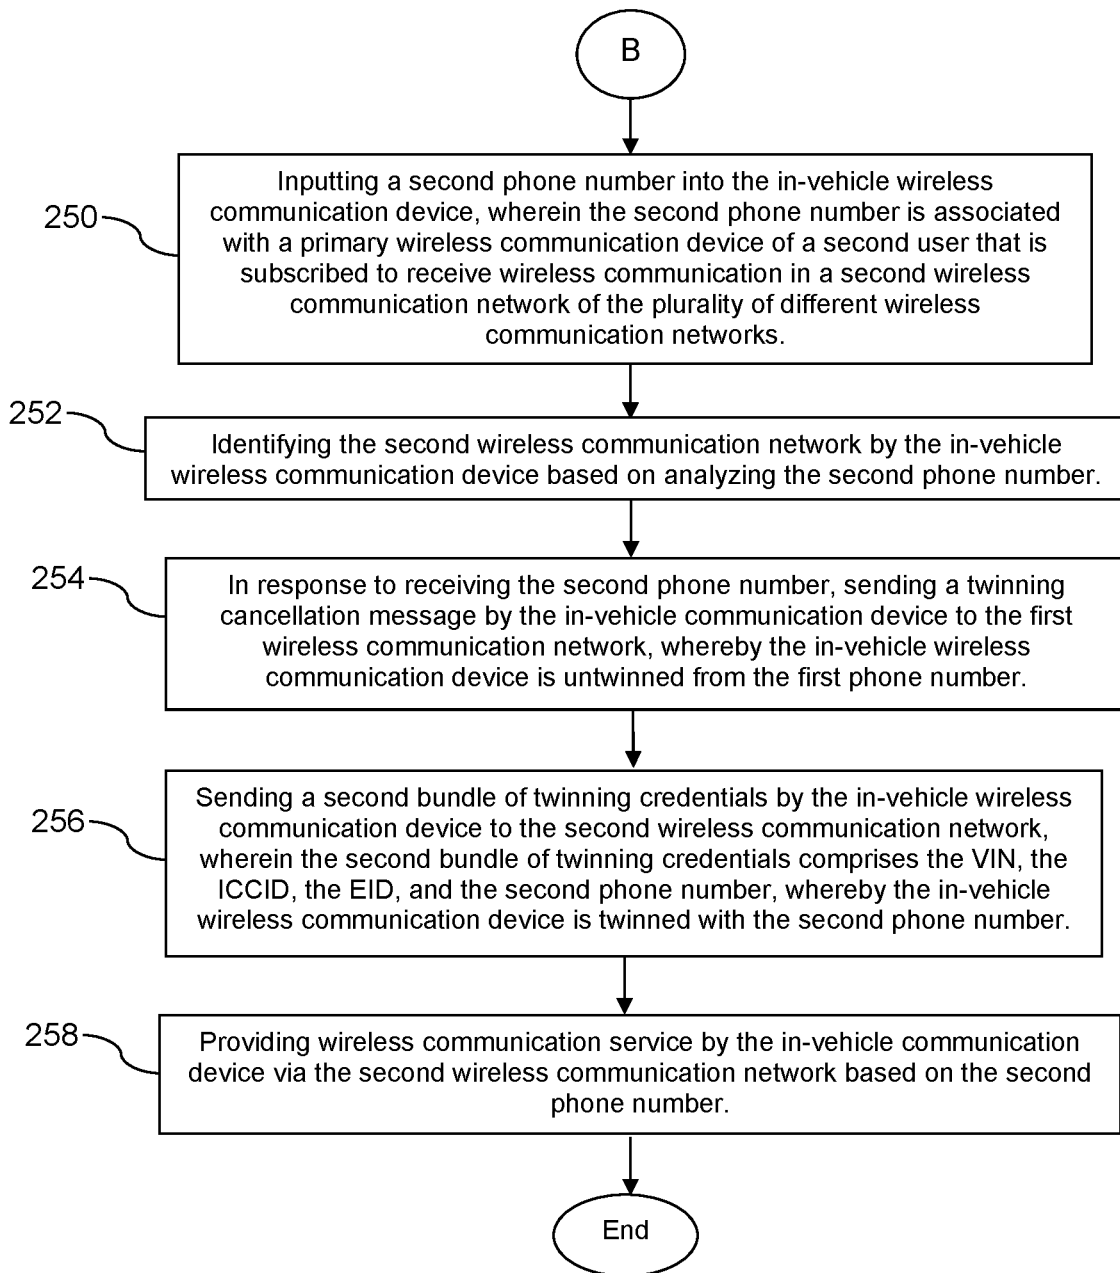 B
250
Inputting a second phone number into the in-vehicle wireless
communication device, wherein the second phone number is associated
with a primary wireless communication device of a second user that is
subscribed to receive wireless communication in a second wireless
communication network of the plurality of different wireless
communication networks.
252
Identifying the second wireless communication network by the in-vehicle
wireless communication device based on analyzing the second phone number.
254
In response to receiving the second phone number, sending a twinning
cancellation message by the in-vehicle communication device to the first
wireless communication network, whereby the in-vehicle wireless
communication device is untwinned from the first phone number.
256
Sending a second bundle of twinning credentials by the in-vehicle wireless
communication device to the second wireless communication network,
wherein the second bundle of twinning credentials comprises the VIN, the
ICCID, the EID, and the second phone number, whereby the in-vehicle
wireless communication device is twinned with the second phone number.
258
Providing wireless communication service by the in-vehicle communication
device via the second wireless communication network based on the second
phone number.
End